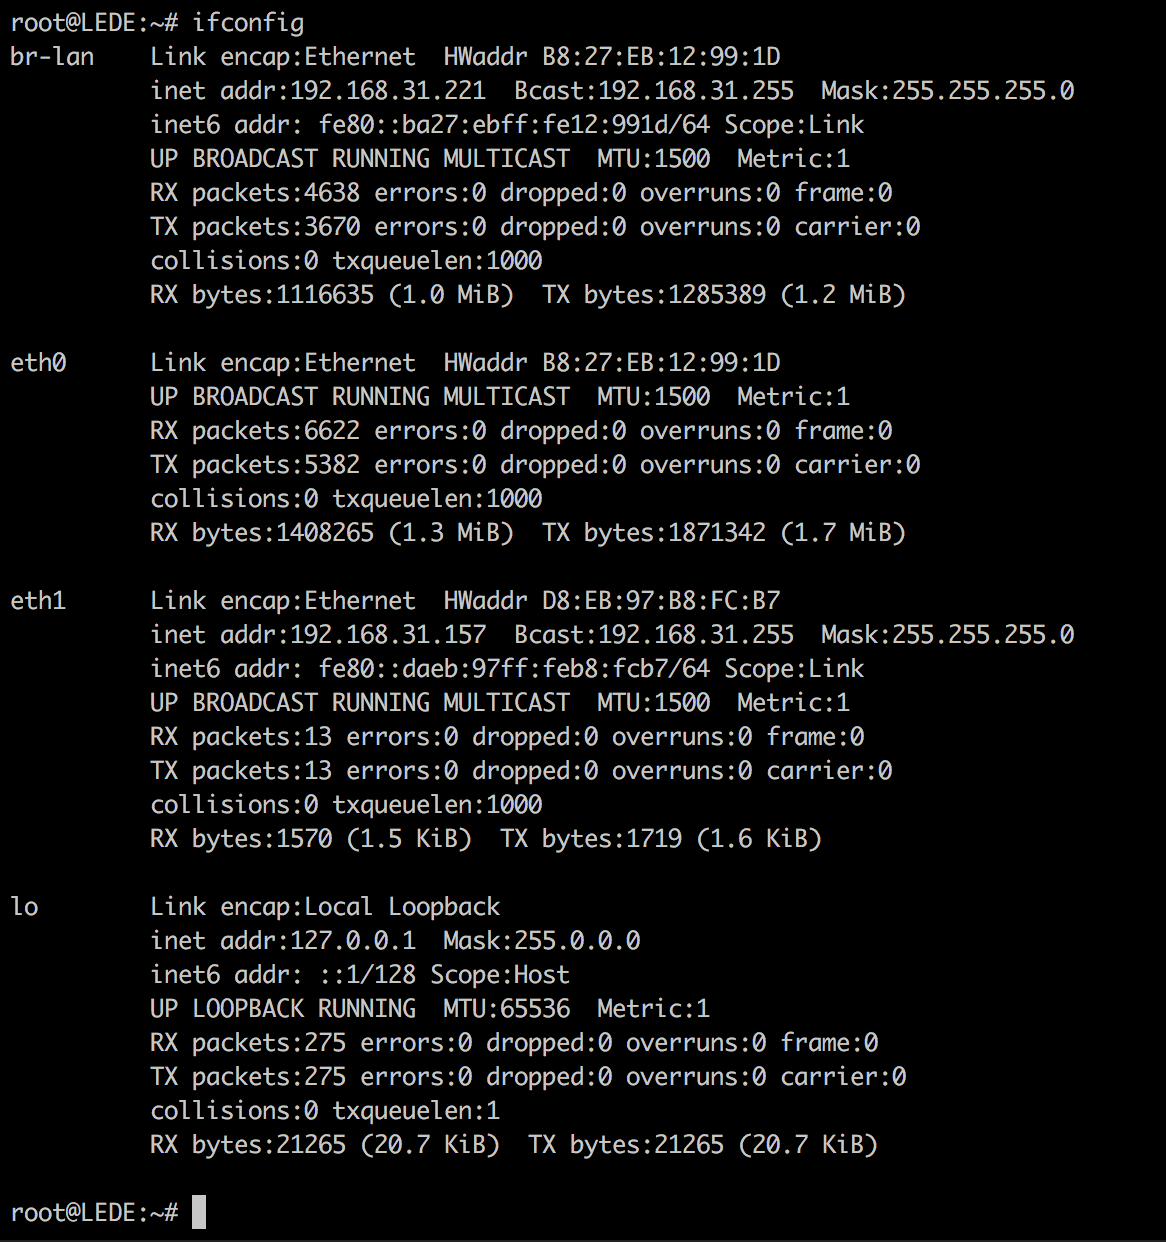 root@LEDE:~# ifconfig
br-lan    Link encap:Ethernet  HWaddr B8:27:EB:12:99:1D
          inet addr:192.168.31.221  Bcast:192.168.31.255  Mask:255.255.255.0
          inet6 addr: fe80::ba27:ebff:fe12:991d/64 Scope:Link
          UP BROADCAST RUNNING MULTICAST  MTU:1500  Metric:1
          RX packets:4638 errors:0 dropped:0 overruns:0 frame:0
          TX packets:3670 errors:0 dropped:0 overruns:0 carrier:0
          collisions:0 txqueuelen:1000
          RX bytes:1116635 (1.0 MiB)  TX bytes:1285389 (1.2 MiB)

eth0      Link encap:Ethernet  HWaddr B8:27:EB:12:99:1D
          UP BROADCAST RUNNING MULTICAST  MTU:1500  Metric:1
          RX packets:6622 errors:0 dropped:0 overruns:0 frame:0
          TX packets:5382 errors:0 dropped:0 overruns:0 carrier:0
          collisions:0 txqueuelen:1000
          RX bytes:1408265 (1.3 MiB)  TX bytes:1871342 (1.7 MiB)

eth1      Link encap:Ethernet  HWaddr D8:EB:97:B8:FC:B7
          inet addr:192.168.31.157  Bcast:192.168.31.255  Mask:255.255.255.0
          inet6 addr: fe80::daeb:97ff:feb8:fcb7/64 Scope:Link
          UP BROADCAST RUNNING MULTICAST  MTU:1500  Metric:1
          RX packets:13 errors:0 dropped:0 overruns:0 frame:0
          TX packets:13 errors:0 dropped:0 overruns:0 carrier:0
          collisions:0 txqueuelen:1000
          RX bytes:1570 (1.5 KiB)  TX bytes:1719 (1.6 KiB)

lo        Link encap:Local Loopback
          inet addr:127.0.0.1  Mask:255.0.0.0
          inet6 addr: ::1/128 Scope:Host
          UP LOOPBACK RUNNING  MTU:65536  Metric:1
          RX packets:275 errors:0 dropped:0 overruns:0 frame:0
          TX packets:275 errors:0 dropped:0 overruns:0 carrier:0
          collisions:0 txqueuelen:1
          RX bytes:21265 (20.7 KiB)  TX bytes:21265 (20.7 KiB)

root@LEDE:~#